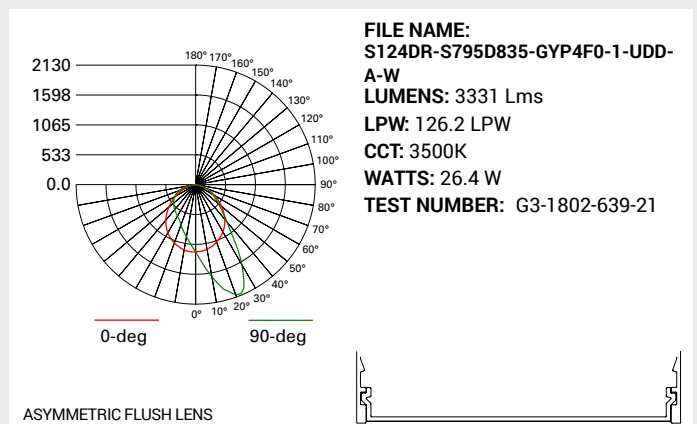 2130
1598
1065
533
0.0
180° 170° 160° 150° 140° 130° 120° 110° 100° 90° 80° 70° 60° 50° 40° 30° 20° 10° 0°
0-deg
90-deg
ASYMMETRIC FLUSH LENS
FILE NAME:
S124DR-S795D835-GYP4F0-1-UDD-
A-W
LUMENS: 3331 Lms
LPW: 126.2 LPW
CCT: 3500K
WATTS: 26.4 W
TEST NUMBER: G3-1802-639-21